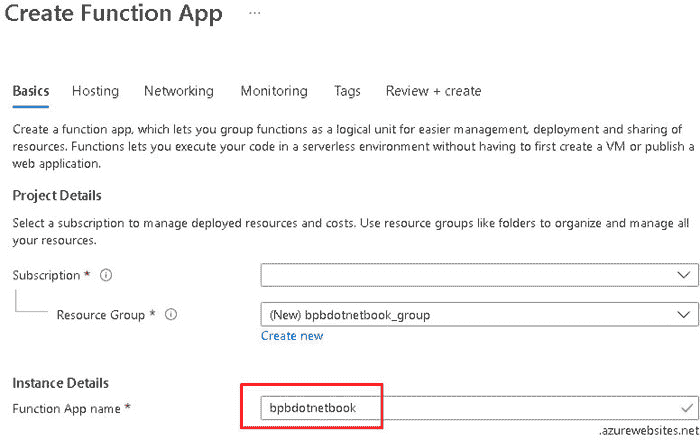 Create Function App ...
Basics Hosting Networking Monitoring Tags Review + create
Create a function app, which lets you group functions as a logical unit for easier management, deployment and sharing of
resources. Functions lets you execute your code in a serverless environment without having to first create a VM or publish a
web application.
Project Details
Select a subscription to manage deployed resources and costs. Use resource groups like folders to organize and manage all
your resources.
Subscription *
Resource Group * (New) bpbdotnetbook_group
Create new
Instance Details
Function App name * bpbdotnetbook
.azurewebsites.net